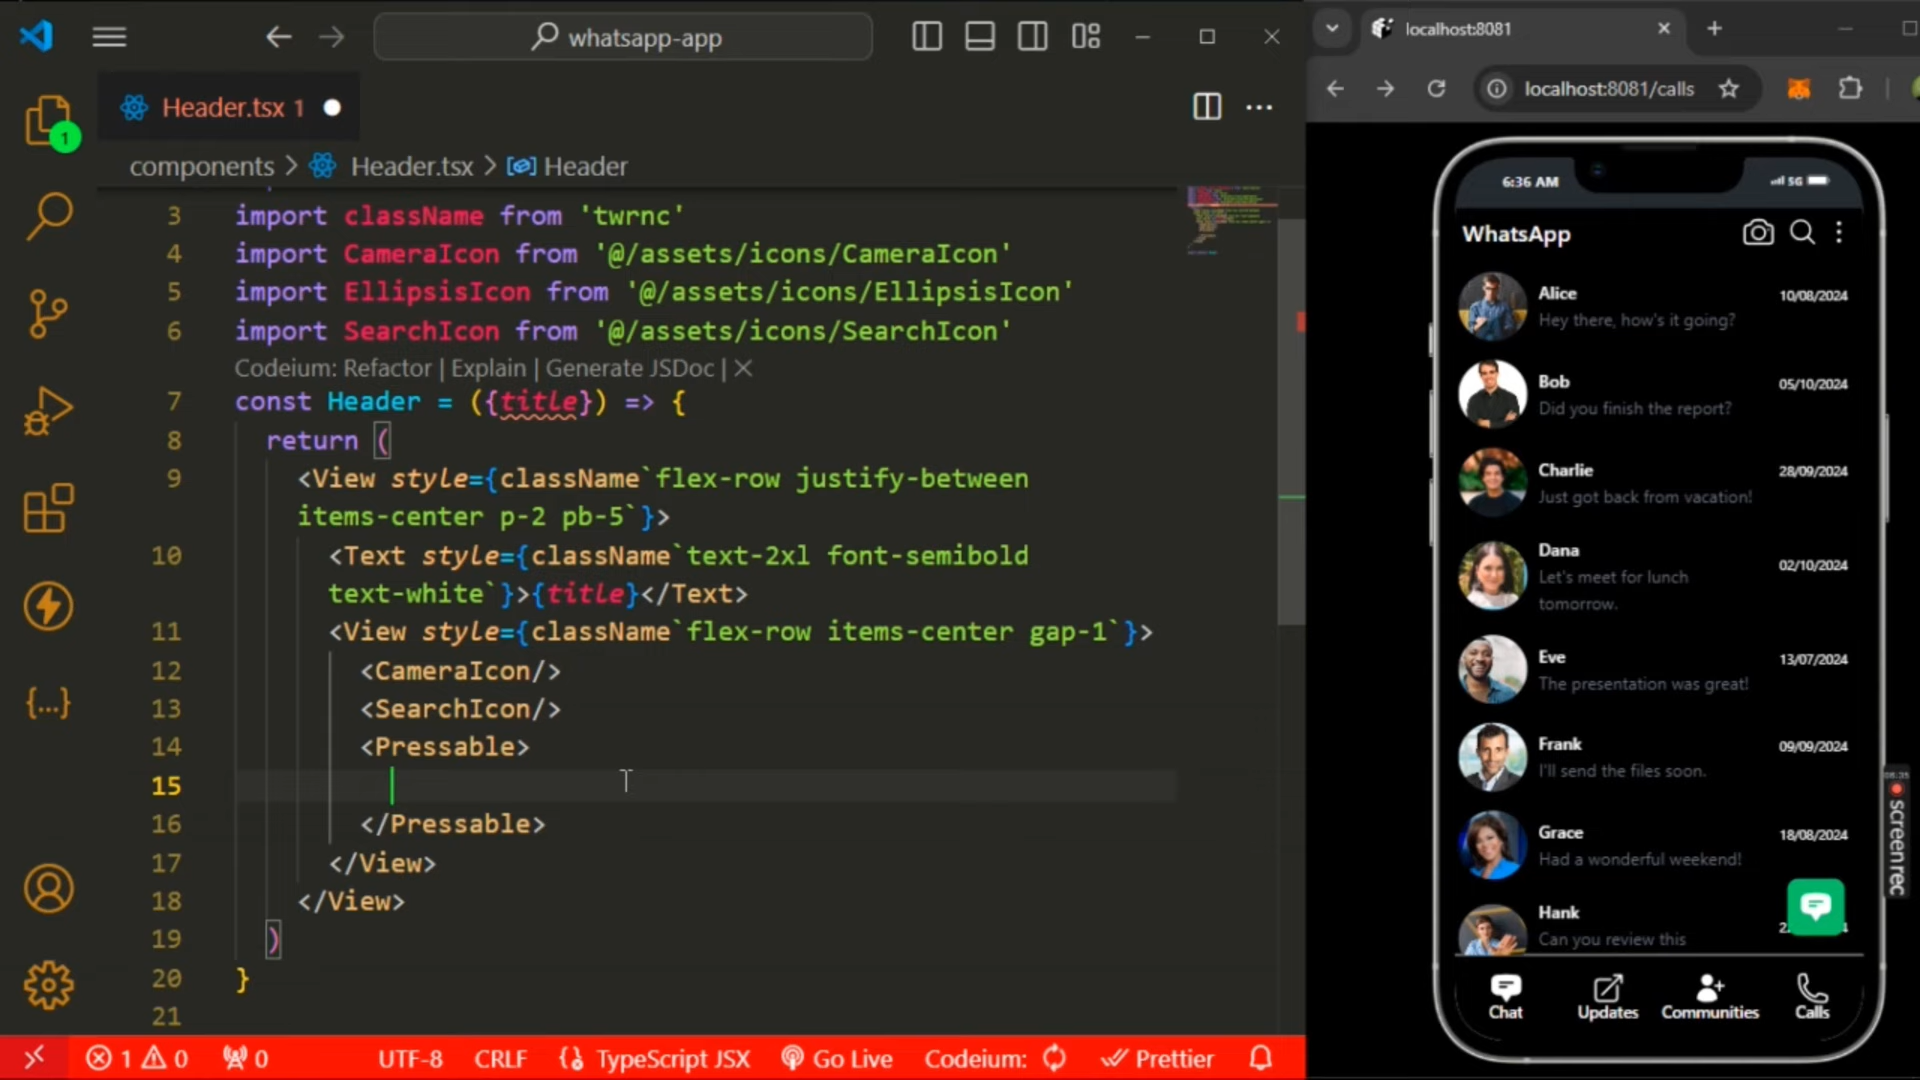 whatsapp-app
Header.tsx 1
components > Header.tsx > Header
3 import className from 'twrnc'
4 import CameraIcon from '@/assets/icons/CameraIcon'
5 import EllipsisIcon from '@/assets/icons/EllipsisIcon'
6 import SearchIcon from '@/assets/icons/SearchIcon'
Codeium: Refactor | Explain | Generate JSDoc | ×
7 const Header = ({title}) => {
8 return (
9 <View style={className`flex-row justify-between
items-center p-2 pb-5`}>
10 <Text style={className`text-2xl font-semibold
text-white`}>{title}</Text>
11 <View style={className`flex-row items-center gap-1`}>
12 <CameraIcon/>
13 <SearchIcon/>
14 <Pressable>
15
16 </Pressable>
17 </View>
18 </View>
19 )
20 }
21
1
1 0 0 UTF-8 CRLF {} TypeScript JSX Go Live Codeium: Prettier
localhost:8081
localhost:8081/calls
6:36 AM 5G
WhatsApp
Alice 10/08/2024
Hey there, how's it going?
Bob 05/10/2024
Did you finish the report?
Charlie 28/09/2024
Just got back from vacation!
Dana 02/10/2024
Let's meet for lunch
tomorrow.
Eve 13/07/2024
The presentation was great!
Frank 09/09/2024
I'll send the files soon.
Grace 18/08/2024
Had a wonderful weekend!
Hank
Can you review this
Chat Updates Communities Calls
screenrec